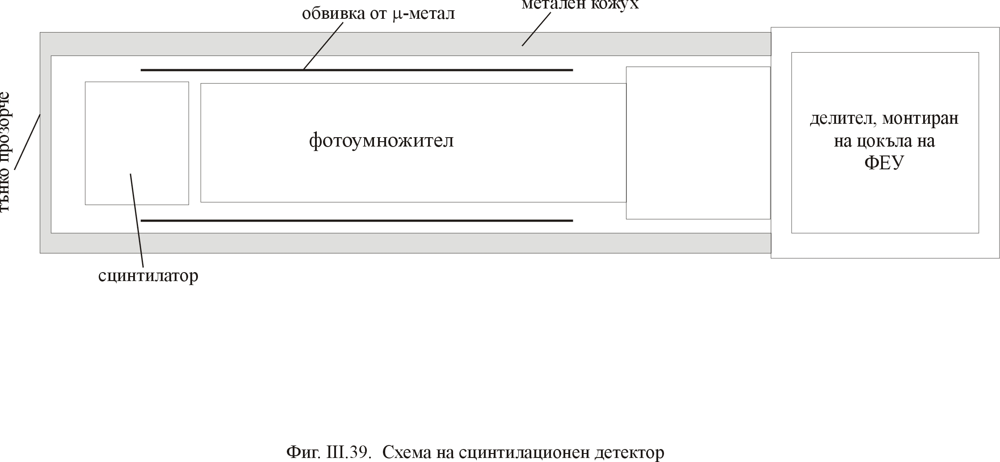 метален кожух
обвивка от μ-метал
тънко прозорче
фотоумножител
делител, монтиран
на цокъла на
ФЕУ
сцинтилатор
Фиг. III.39. Схема на сцинтилационен детектор